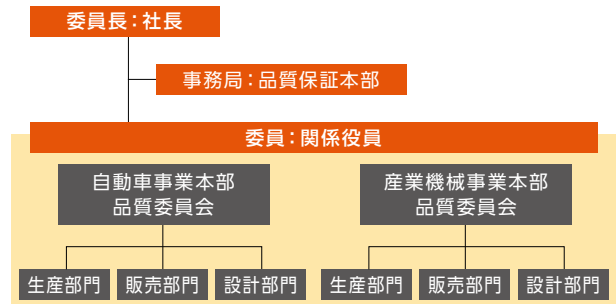 委員長：社長
事務局：品質保証本部
委員：関係役員
自動車事業本部
品質委員会
産業機械事業本部
品質委員会
生産部門
販売部門
設計部門
生産部門
販売部門
設計部門